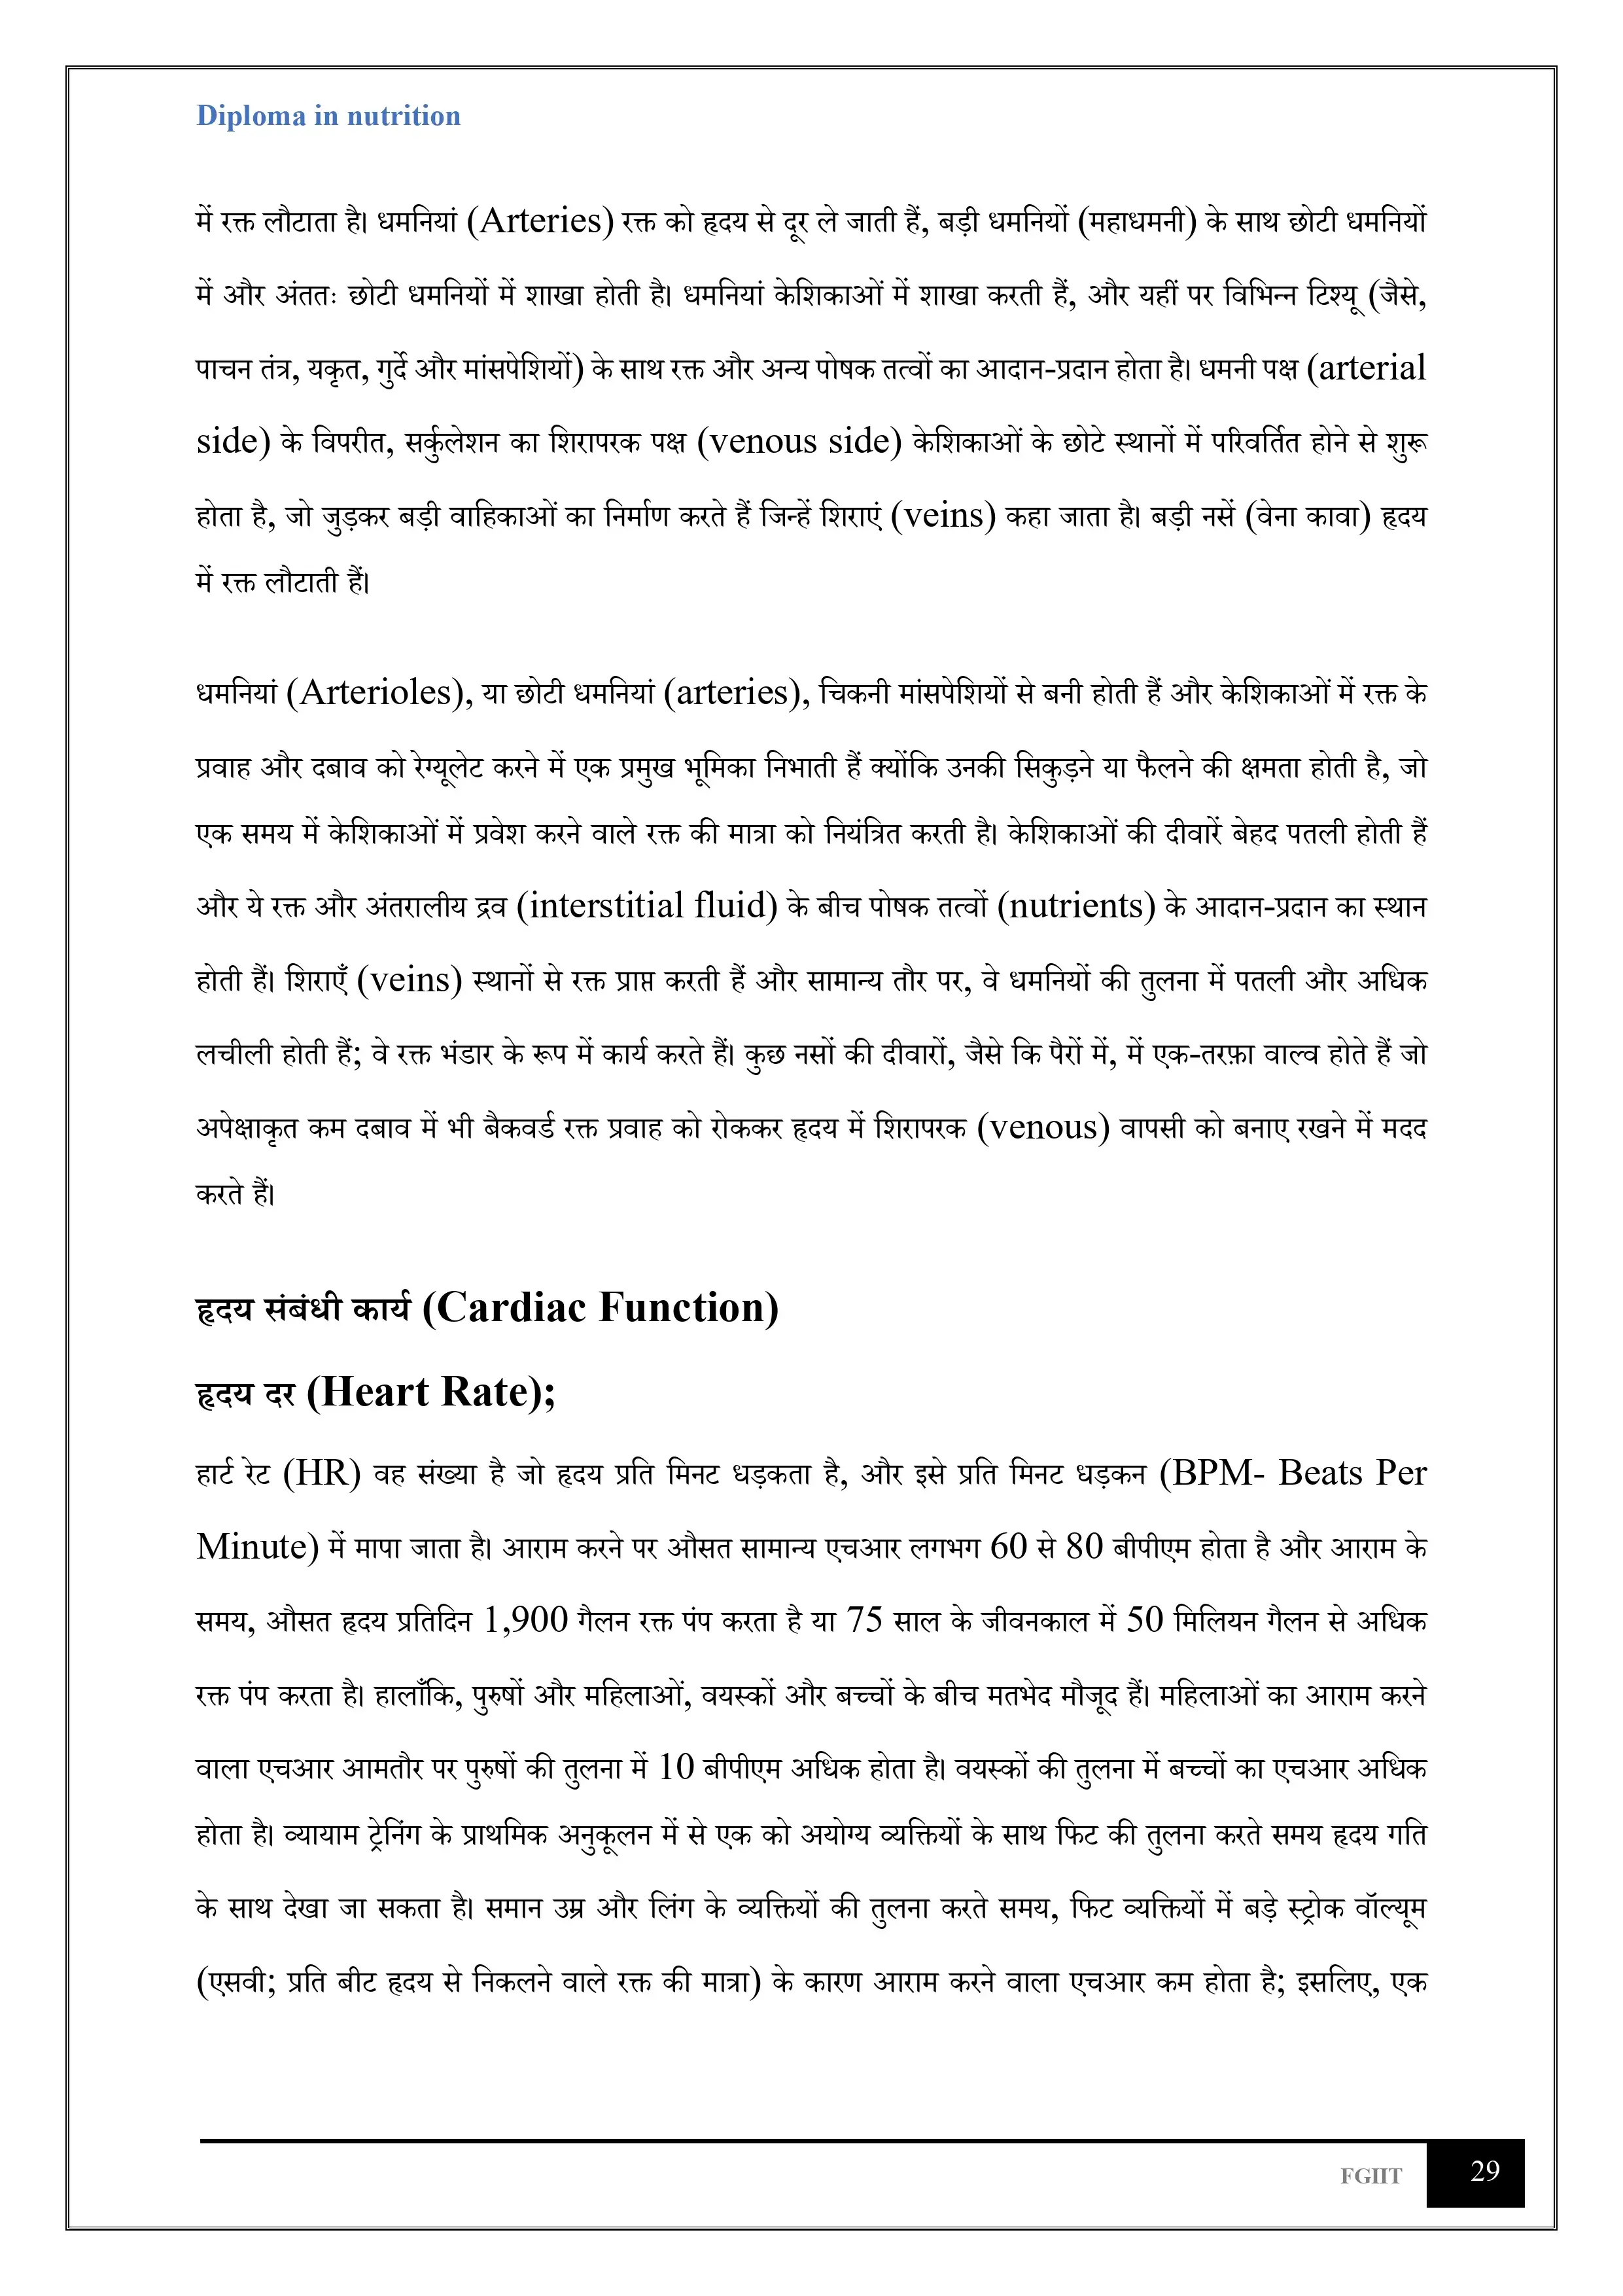 Diploma in nutrition
में रक्त लौटाता है। धमनियां (Arteries) रक्त को हृदय से दूर ले जाती हैं, बड़ी धमनियों (महाधमनी) के साथ छोटी धमनियों
में और अंततः छोटी धमनियों में शाखा होती है। धमनियां केशिकाओं में शाखा करती हैं, और यहीं पर विभिन्न टिश्यू (जैसे,
पाचन तंत्र, यकृत, गुर्दे और मांसपेशियों) के साथ रक्त और अन्य पोषक तत्वों का आदान-प्रदान होता है। धमनी पक्ष (arterial
side) के विपरीत, सर्कुलेशन का शिरापरक पक्ष (venous side) केशिकाओं के छोटे स्थानों में परिवर्तित होने से शुरू
होता है, जो जुड़कर बड़ी वाहिकाओं का निर्माण करते हैं जिन्हें शिराएं (veins) कहा जाता है। बड़ी नसें (वेना कावा) हृदय
में रक्त लौटाती हैं।
धमनियां (Arterioles), या छोटी धमनियां (arteries), चिकनी मांसपेशियों से बनी होती हैं और केशिकाओं में रक्त के
प्रवाह और दबाव को रेग्यूलेट करने में एक प्रमुख भूमिका निभाती हैं क्योंकि उनकी सिकुड़ने या फैलने की क्षमता होती है, जो
एक समय में केशिकाओं में प्रवेश करने वाले रक्त की मात्रा को नियंत्रित करती है। केशिकाओं की दीवारें बेहद पतली होती हैं
और ये रक्त और अंतरालीय द्रव (interstitial fluid) के बीच पोषक तत्वों (nutrients) के आदान-प्रदान का स्थान
होती हैं। शिराएँ (veins) स्थानों से रक्त प्राप्त करती हैं और सामान्य तौर पर, वे धमनियों की तुलना में पतली और अधिक
लचीली होती हैं; वे रक्त भंडार के रूप में कार्य करते हैं। कुछ नसों की दीवारों, जैसे कि पैरों में, में एक-तरफ़ा वाल्व होते हैं जो
अपेक्षाकृत कम दबाव में भी बैकवर्ड रक्त प्रवाह को रोककर हृदय में शिरापरक (venous) वापसी को बनाए रखने में मदद
करते हैं।
हृदय संबंधी कार्य (Cardiac Function)
हृदय दर (Heart Rate);
हार्ट रेट (HR) वह संख्या है जो हृदय प्रति मिनट धड़कता है, और इसे प्रति मिनट धड़कन (BPM- Beats Per
Minute) में मापा जाता है। आराम करने पर औसत सामान्य एचआर लगभग 60 से 80 बीपीएम होता है और आराम के
समय, औसत हृदय प्रतिदिन 1,900 गैलन रक्त पंप करता है या 75 साल के जीवनकाल में 50 मिलियन गैलन से अधिक
रक्त पंप करता है। हालाँकि, पुरुषों और महिलाओं, वयस्कों और बच्चों के बीच मतभेद मौजूद हैं। महिलाओं का आराम करने
वाला एचआर आमतौर पर पुरुषों की तुलना में 10 बीपीएम अधिक होता है। वयस्कों की तुलना में बच्चों का एचआर अधिक
होता है। व्यायाम ट्रेनिंग के प्राथमिक अनुकूलन में से एक को अयोग्य व्यक्तियों के साथ फिट की तुलना करते समय हृदय गति
के साथ देखा जा सकता है। समान उम्र और लिंग के व्यक्तियों की तुलना करते समय, फिट व्यक्तियों में बड़े स्ट्रोक वॉल्यूम
(एसवी; प्रति बीट हृदय से निकलने वाले रक्त की मात्रा) के कारण आराम करने वाला एचआर कम होता है; इसलिए, एक
FGIIT 29